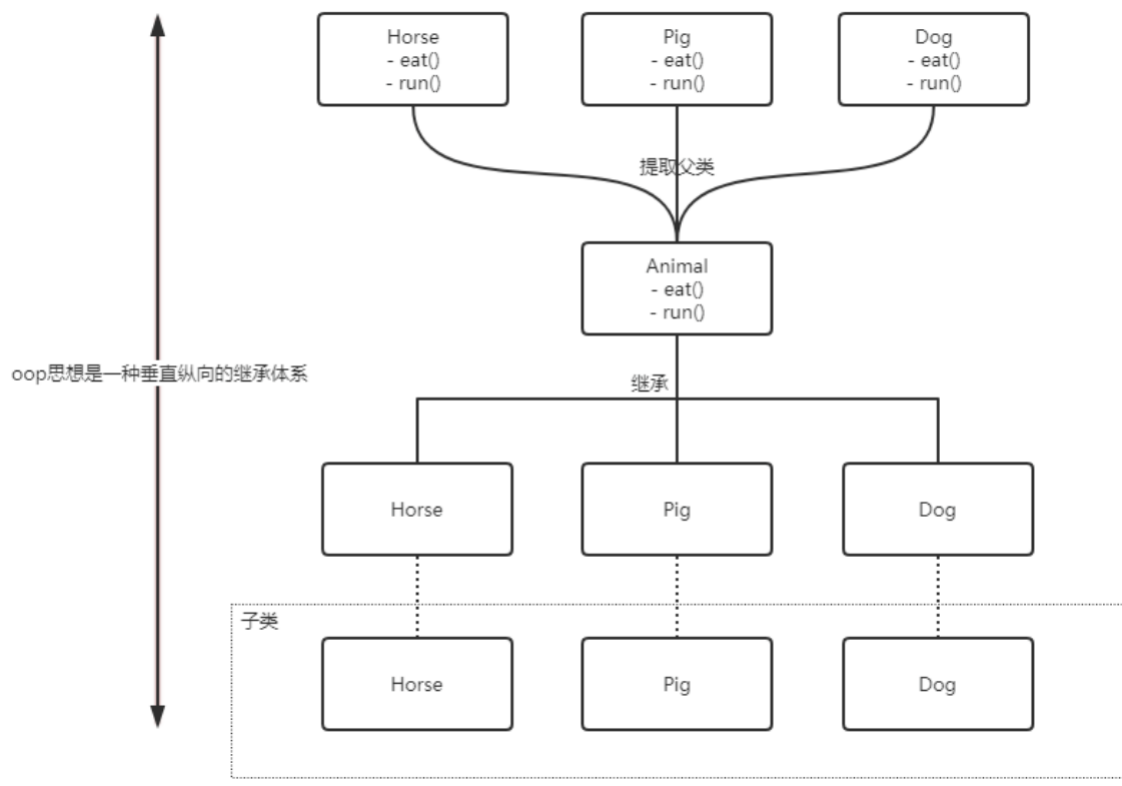 Horse
- eat()
- run()
Pig
- eat()
- run()
Dog
- eat()
- run()
提取父类
Animal
- eat()
- run()
oop思想是一种垂直纵向的继承体系
继承
Horse
Pig
Dog
子类
Horse
Pig
Dog